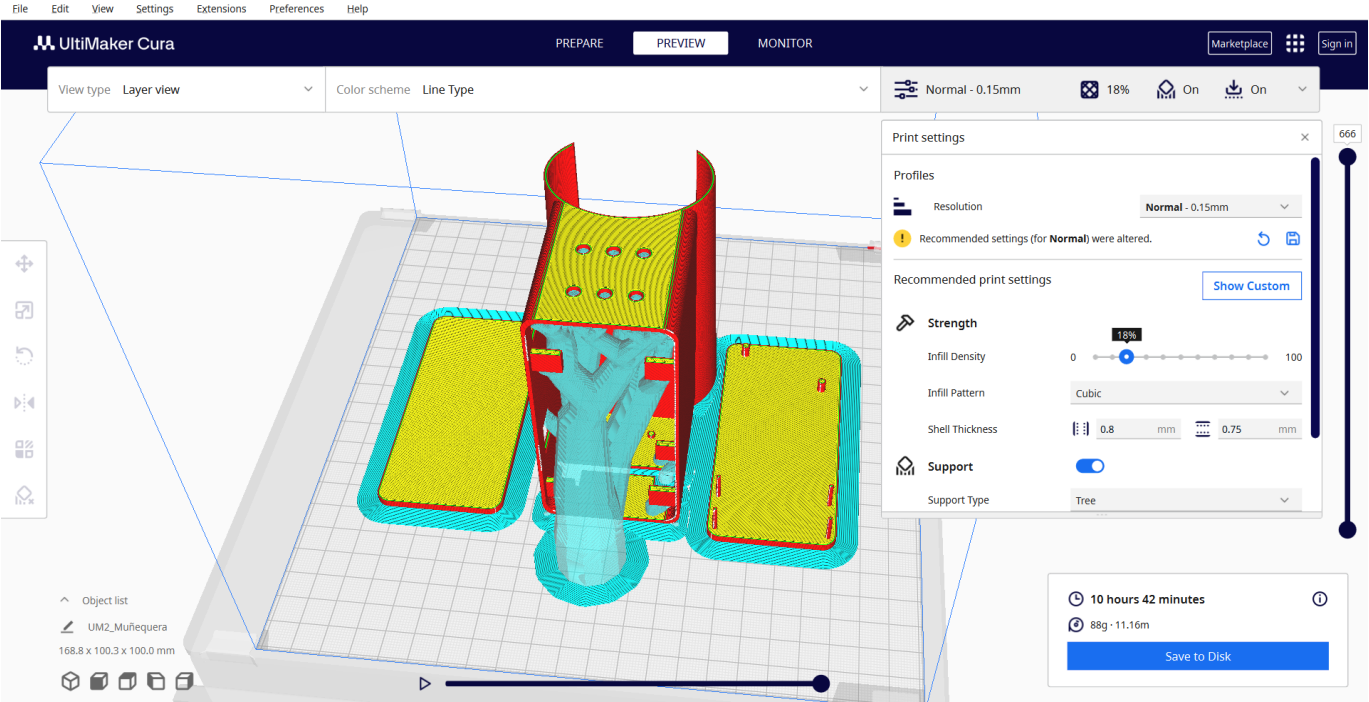 File Edit View Settings Extensions Preferences Help
UltiMaker Cura PREPARE PREVIEW MONITOR Marketplace Sign in
View type Layer view Color scheme Line Type Normal - 0.15mm 18% On On
Print settings
666
Profiles
Resolution Normal - 0.15mm
Recommended settings (for Normal) were altered.
Recommended print settings Show Custom
Strength
18%
Infill Density 0 100
Infill Pattern Cubic
Shell Thickness 0.8 mm 0.75 mm
Support
Support Type Tree
Object list
UM2_Muñequera
168.8 x 100.3 x 100.0 mm
10 hours 42 minutes
88g · 11.16m
Save to Disk